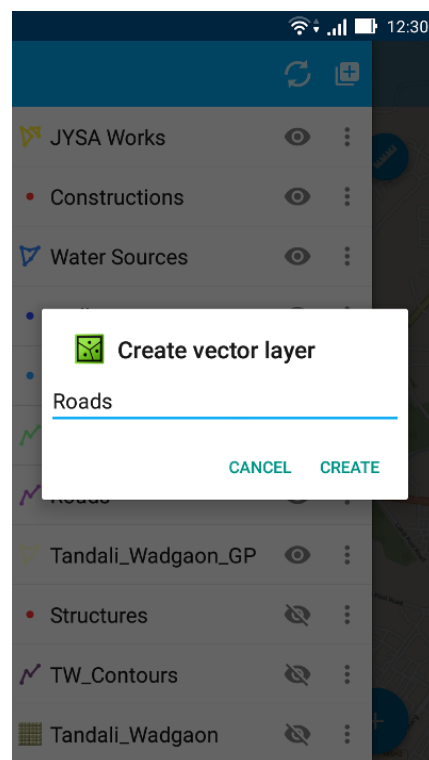 12:30
JYSA Works
Constructions
Water Sources
Create vector layer
Roads
CANCEL CREATE
Roads
Tandali_Wadgaon_GP
Structures
TW_Contours
Tandali_Wadgaon